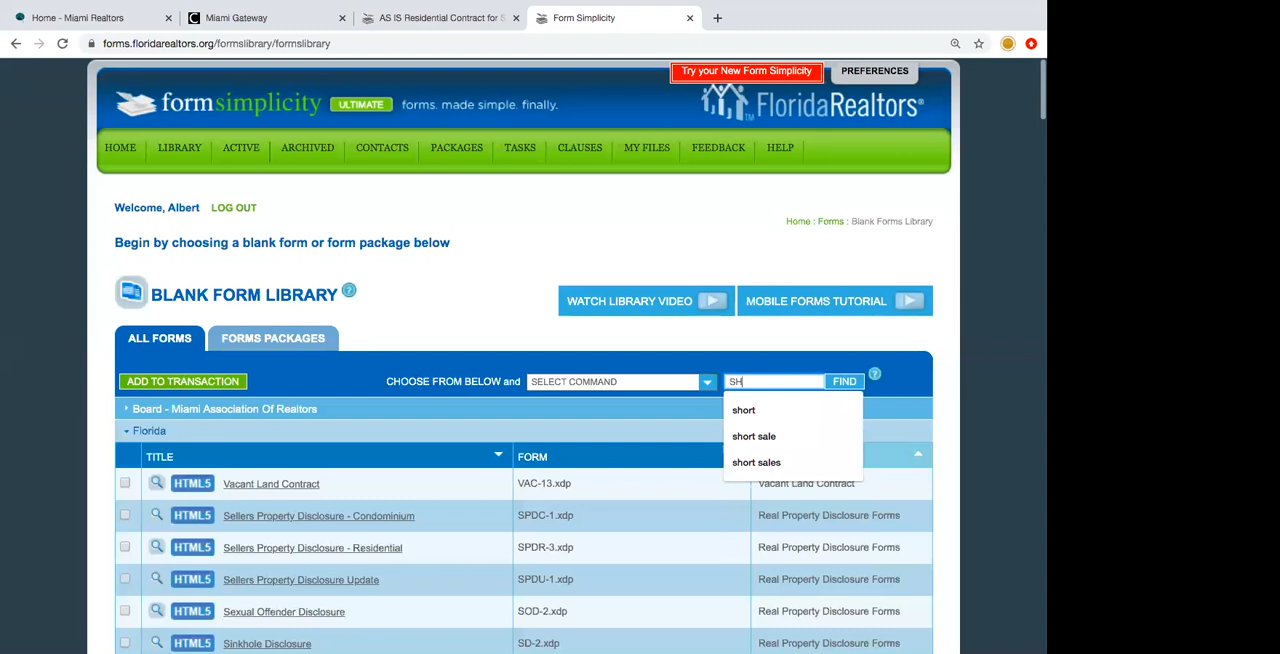 Home - Miami Realtors
Miami Gateway
AS IS Residential Contract for S
Form Simplicity
forms.floridarealtors.org/formslibrary/formslibrary
Try your New Form Simplicity
PREFERENCES
formsimplicity ULTIMATE forms. made simple. finally.
FloridaRealtors
HOME LIBRARY ACTIVE ARCHIVED CONTACTS PACKAGES TASKS CLAUSES MY FILES FEEDBACK HELP
Welcome, Albert LOG OUT
Home : Forms : Blank Forms Library
Begin by choosing a blank form or form package below
BLANK FORM LIBRARY ?
WATCH LIBRARY VIDEO
MOBILE FORMS TUTORIAL
ALL FORMS
FORMS PACKAGES
ADD TO TRANSACTION CHOOSE FROM BELOW and SELECT COMMAND SH FIND ?
short
short sale
short sales
Board - Miami Association Of Realtors
Florida
TITLE FORM
HTML5 Vacant Land Contract VAC-13.xdp Vacant Land Contract
HTML5 Sellers Property Disclosure - Condominium SPDC-1.xdp Real Property Disclosure Forms
HTML5 Sellers Property Disclosure - Residential SPDR-3.xdp Real Property Disclosure Forms
HTML5 Sellers Property Disclosure Update SPDU-1.xdp Real Property Disclosure Forms
HTML5 Sexual Offender Disclosure SOD-2.xdp Real Property Disclosure Forms
HTML5 Sinkhole Disclosure SD-2.xdp Real Property Disclosure Forms